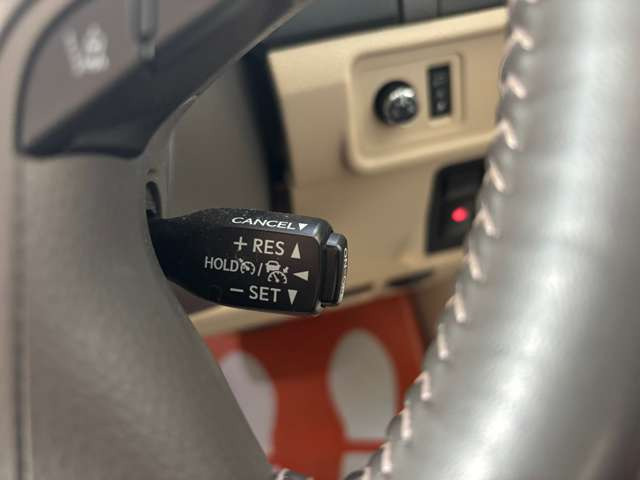 CANCEL▼
+ RES ▲
HOLD / ◄
− SET ▼